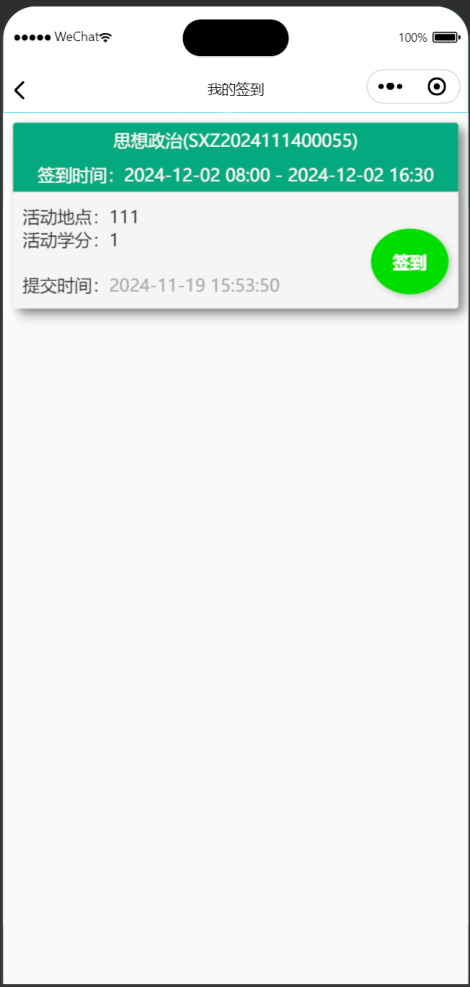 WeChat 100%
我的签到
思想政治(SXZ2024111400055)
签到时间：2024-12-02 08:00 - 2024-12-02 16:30
活动地点：111
活动学分：1
签到
提交时间：2024-11-19 15:53:50